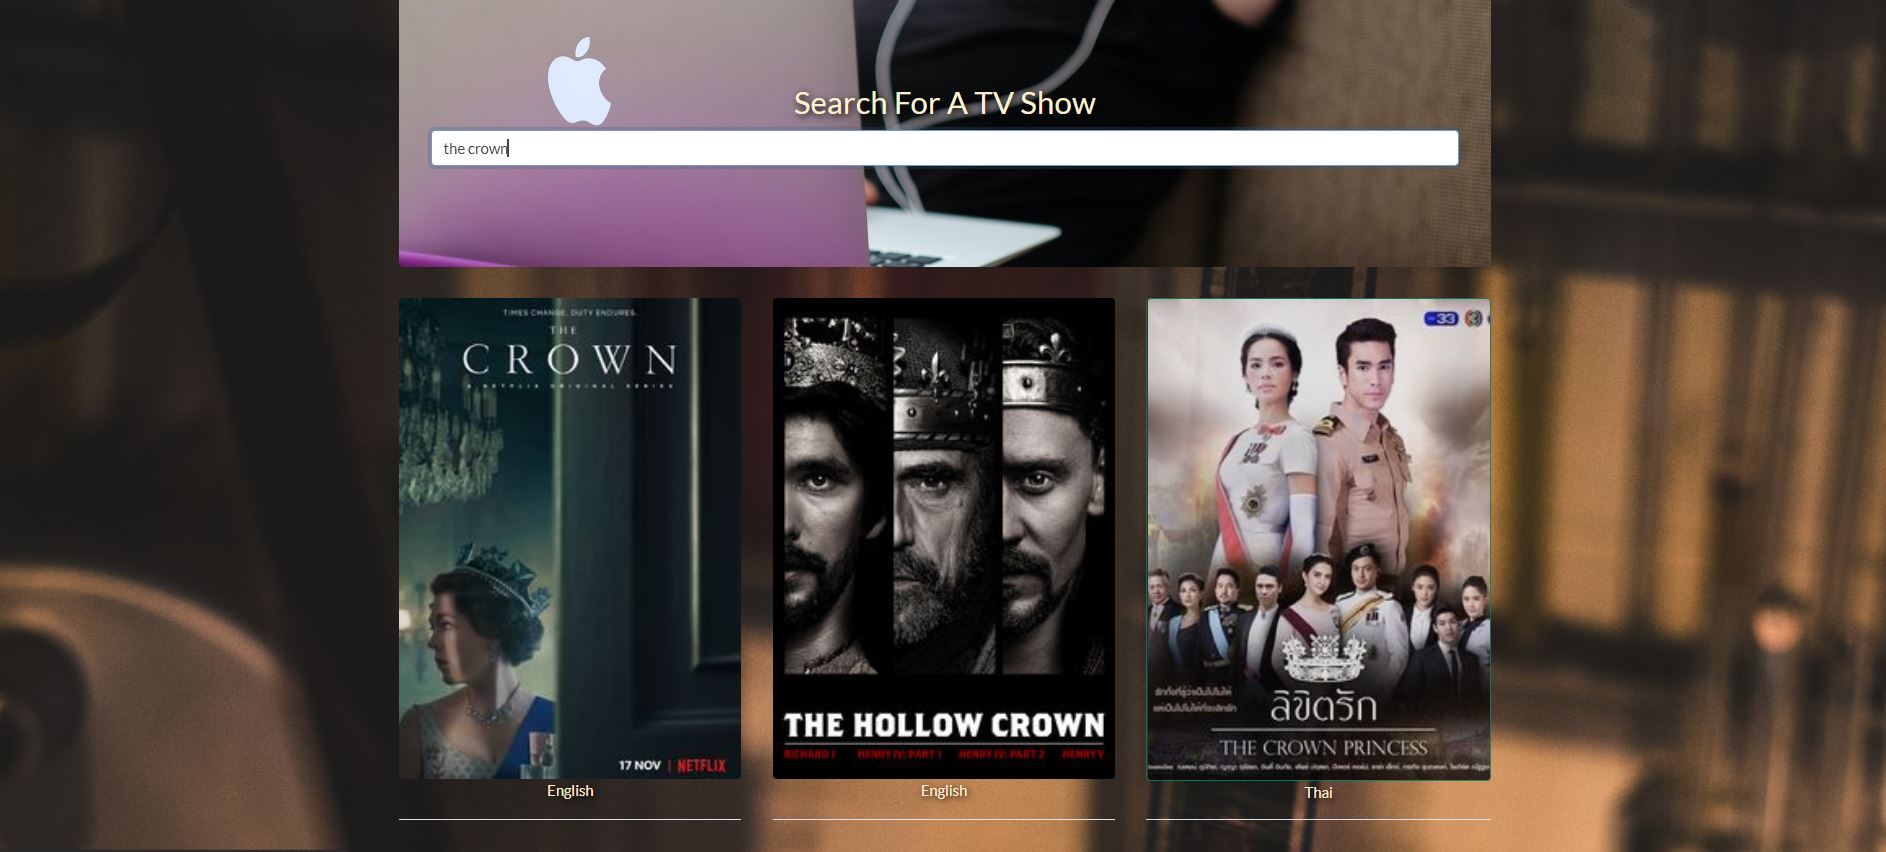 Search For A TV Show
the crown
TIMES CHANGE. DUTY ENDURES.
THE
CROWN
A NETFLIX ORIGINAL SERIES
17 NOV | NETFLIX
English
THE HOLLOW CROWN
RICHARD I HENRY IV: PART 1 HENRY IV: PART 2 HENRY V
English
33
3
ลิขิตรัก
THE CROWN PRINCESS
Thai